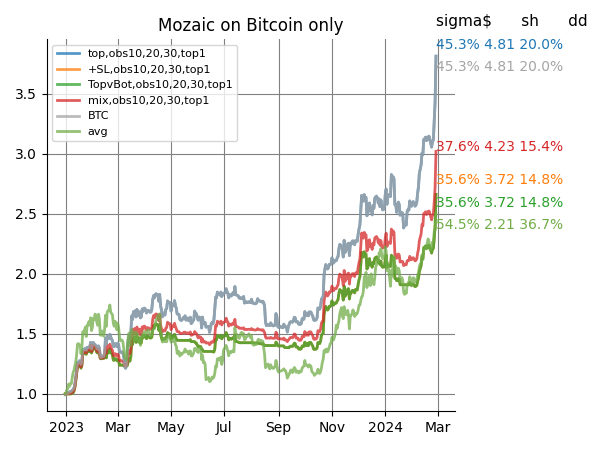 Mozaic on Bitcoin only
sigma$ sh dd
top,obs10,20,30,top1
+SL,obs10,20,30,top1
TopvBot,obs10,20,30,top1
mix,obs10,20,30,top1
BTC
avg
45.3% 4.81 20.0%
45.3% 4.81 20.0%
37.6% 4.23 15.4%
35.6% 3.72 14.8%
35.6% 3.72 14.8%
54.5% 2.21 36.7%
3.5
3.0
2.5
2.0
1.5
1.0
2023 Mar May Jul Sep Nov 2024 Mar